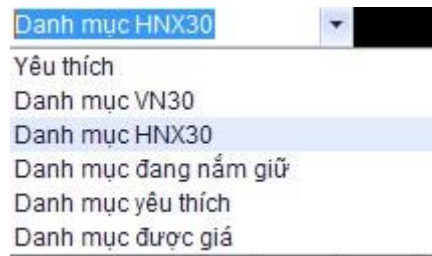 Danh mục HNX30
Yêu thích
Danh mục VN30
Danh mục HNX30
Danh mục đang nắm giữ
Danh mục yêu thích
Danh mục được giá